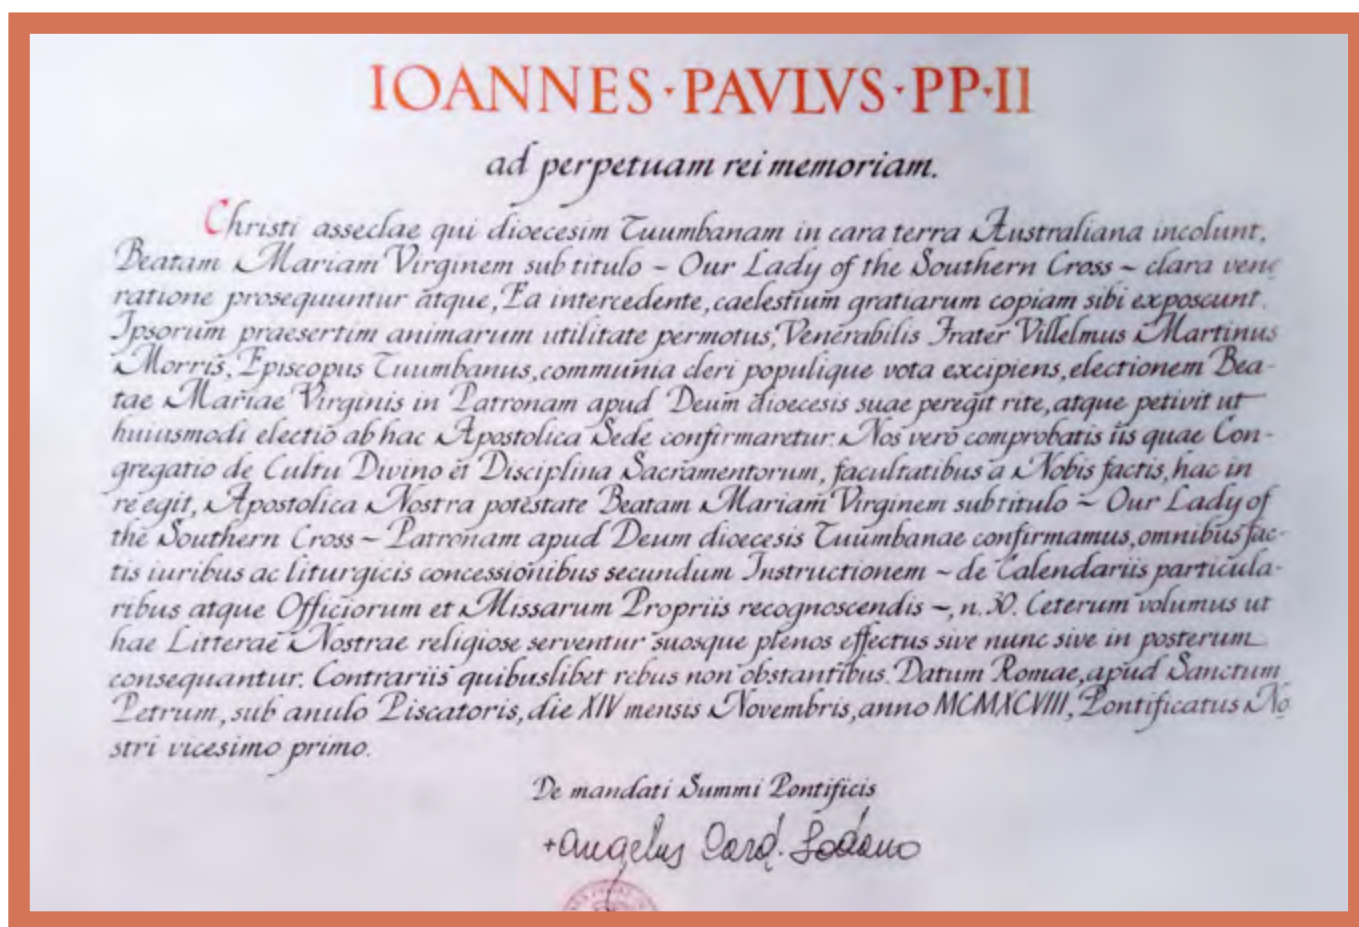 IOANNES · PAVLVS · PP · II
ad perpetuam rei memoriam.
Christi asseclae qui dioecesim Tuumbanam in cara terra Australiana incolunt,
Beatam Mariam Virginem sub titulo ~ Our Lady of the Southern Cross ~ clara vene
ratione prosequuntur atque, Ea intercedente, caelestium gratiarum copiam sibi exposcunt.
Ipsorum praesertim animarum utilitate permotus, Venerabilis Frater Villelmus Martinus
Morris, Episcopus Tuumbanus, communia cleri populique vota excipiens, electionem Bea-
tae Mariae Virginis in Patronam apud Deum dioecesis suae peregit rite, atque petivit ut
huiusmodi electio ab hac Apostolica Sede confirmaretur. Nos vero comprobatis iis quae Con-
gregatio de Cultu Divino et Disciplina Sacramentorum, facultatibus a Nobis factis, hac in
re egit, Apostolica Nostra potestate Beatam Mariam Virginem sub titulo ~ Our Lady of
the Southern Cross ~ Patronam apud Deum dioecesis Tuumbanae confirmamus, omnibus fac-
tis iuribus ac liturgicis concessionibus secundum Instructionem ~ de Calendariis particula-
ribus atque Officiorum et Missarum Propriis recognoscendis ~, n. 30. Ceterum volumus ut
hae Litterae Nostrae religiose serventur suosque plenos effectus sive nunc sive in posterum
consequantur. Contrariis quibuslibet rebus non obstantibus. Datum Romae, apud Sanctum
Petrum, sub anulo Piscatoris, die XIV mensis Novembris, anno MCMXCVIII, Pontificatus No
stri vicesimo primo.
De mandati Summi Pontificis
+ Angelus Card. Sodano